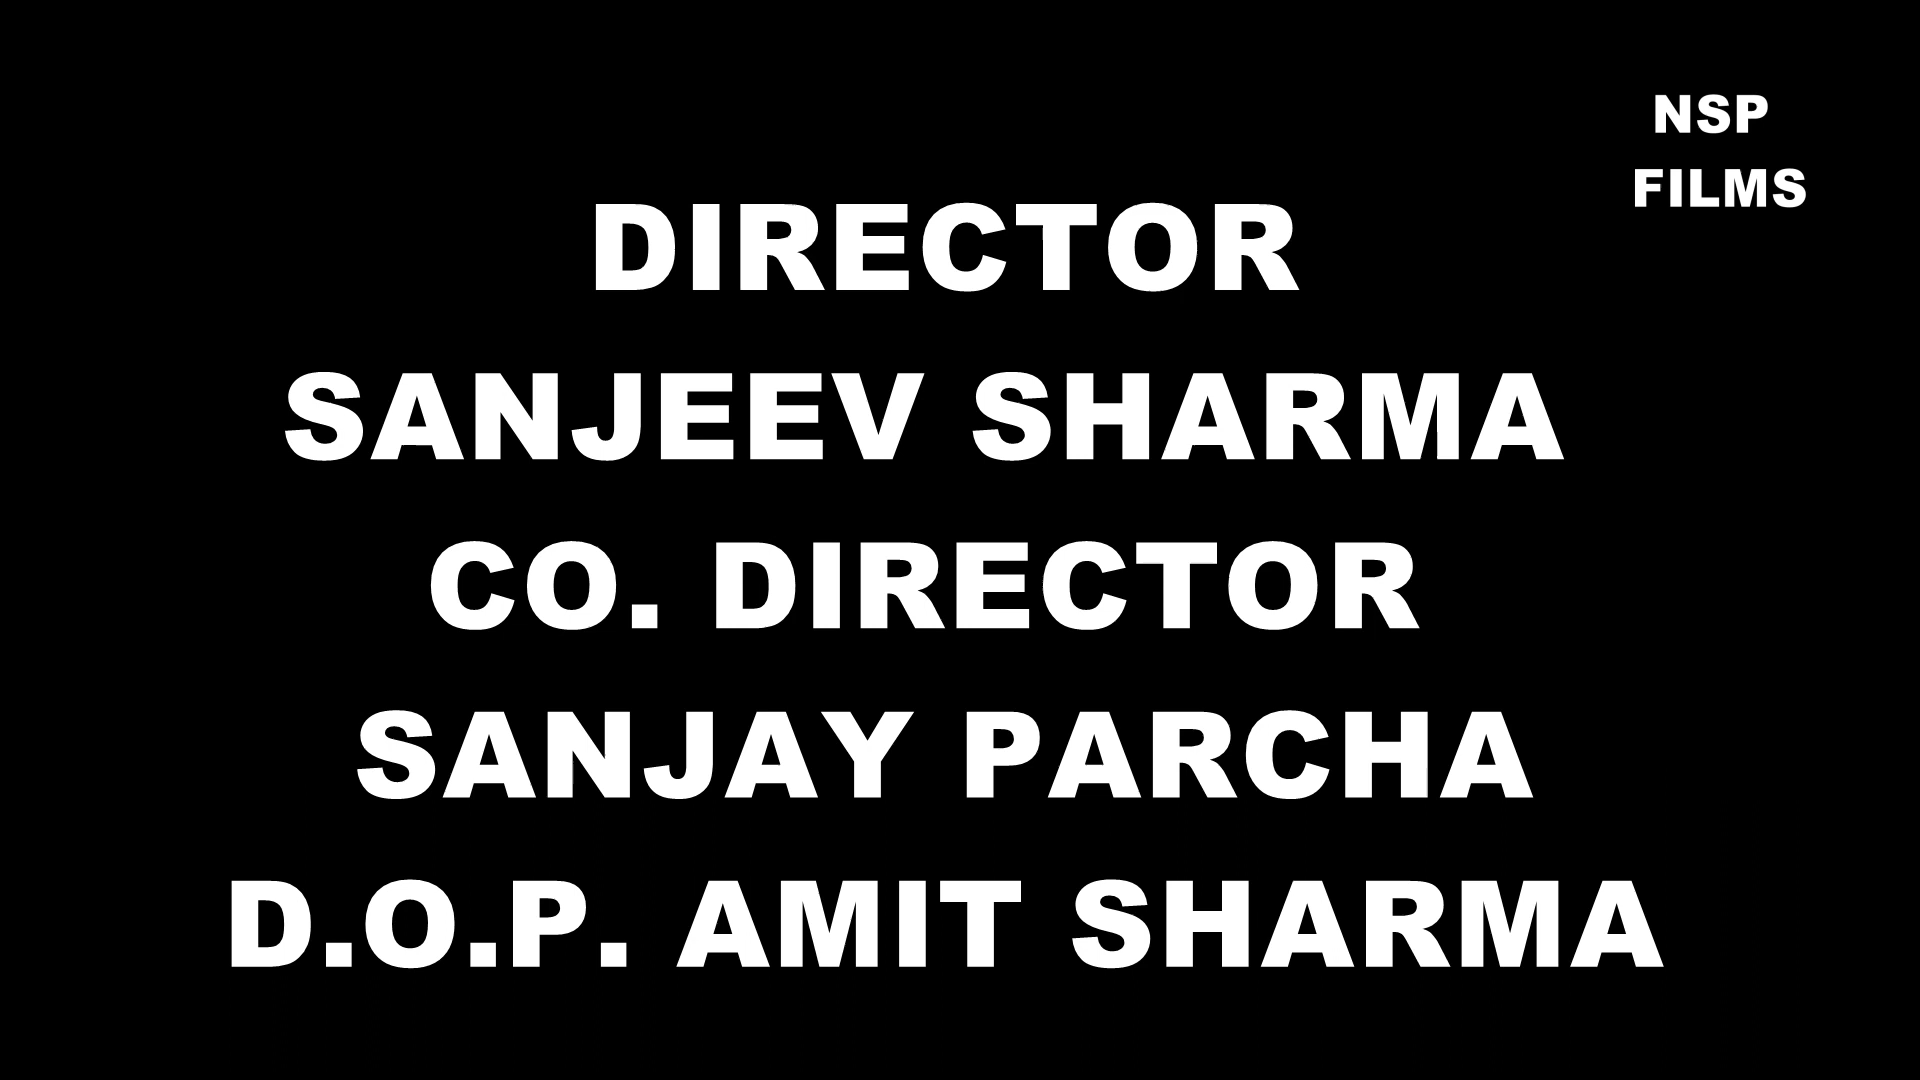 NSP
FILMS
DIRECTOR
SANJEEV SHARMA
CO. DIRECTOR
SANJAY PARCHA
D.O.P. AMIT SHARMA